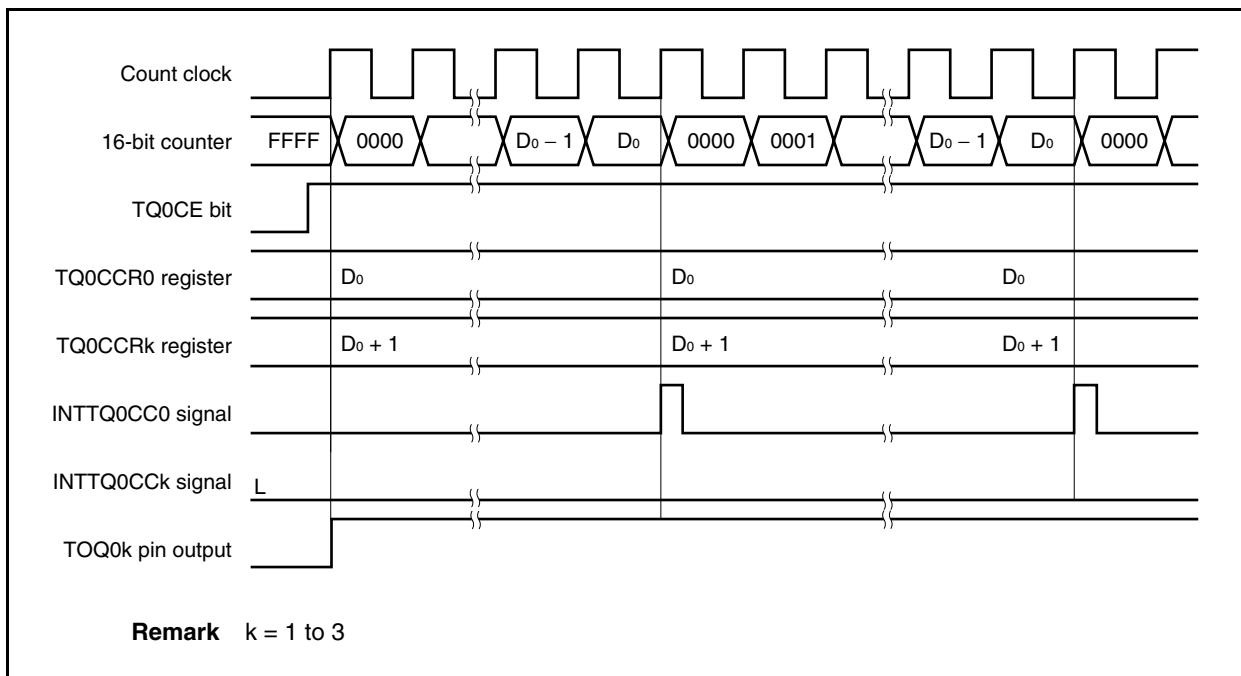 Count clock
16-bit counter FFFF 0000 D₀ − 1 D₀ 0000 0001 D₀ − 1 D₀ 0000
TQ0CE bit
TQ0CCR0 register D₀ D₀ D₀
TQ0CCRk register D₀ + 1 D₀ + 1 D₀ + 1
INTTQ0CC0 signal
INTTQ0CCk signal L
TOQ0k pin output
Remark k = 1 to 3